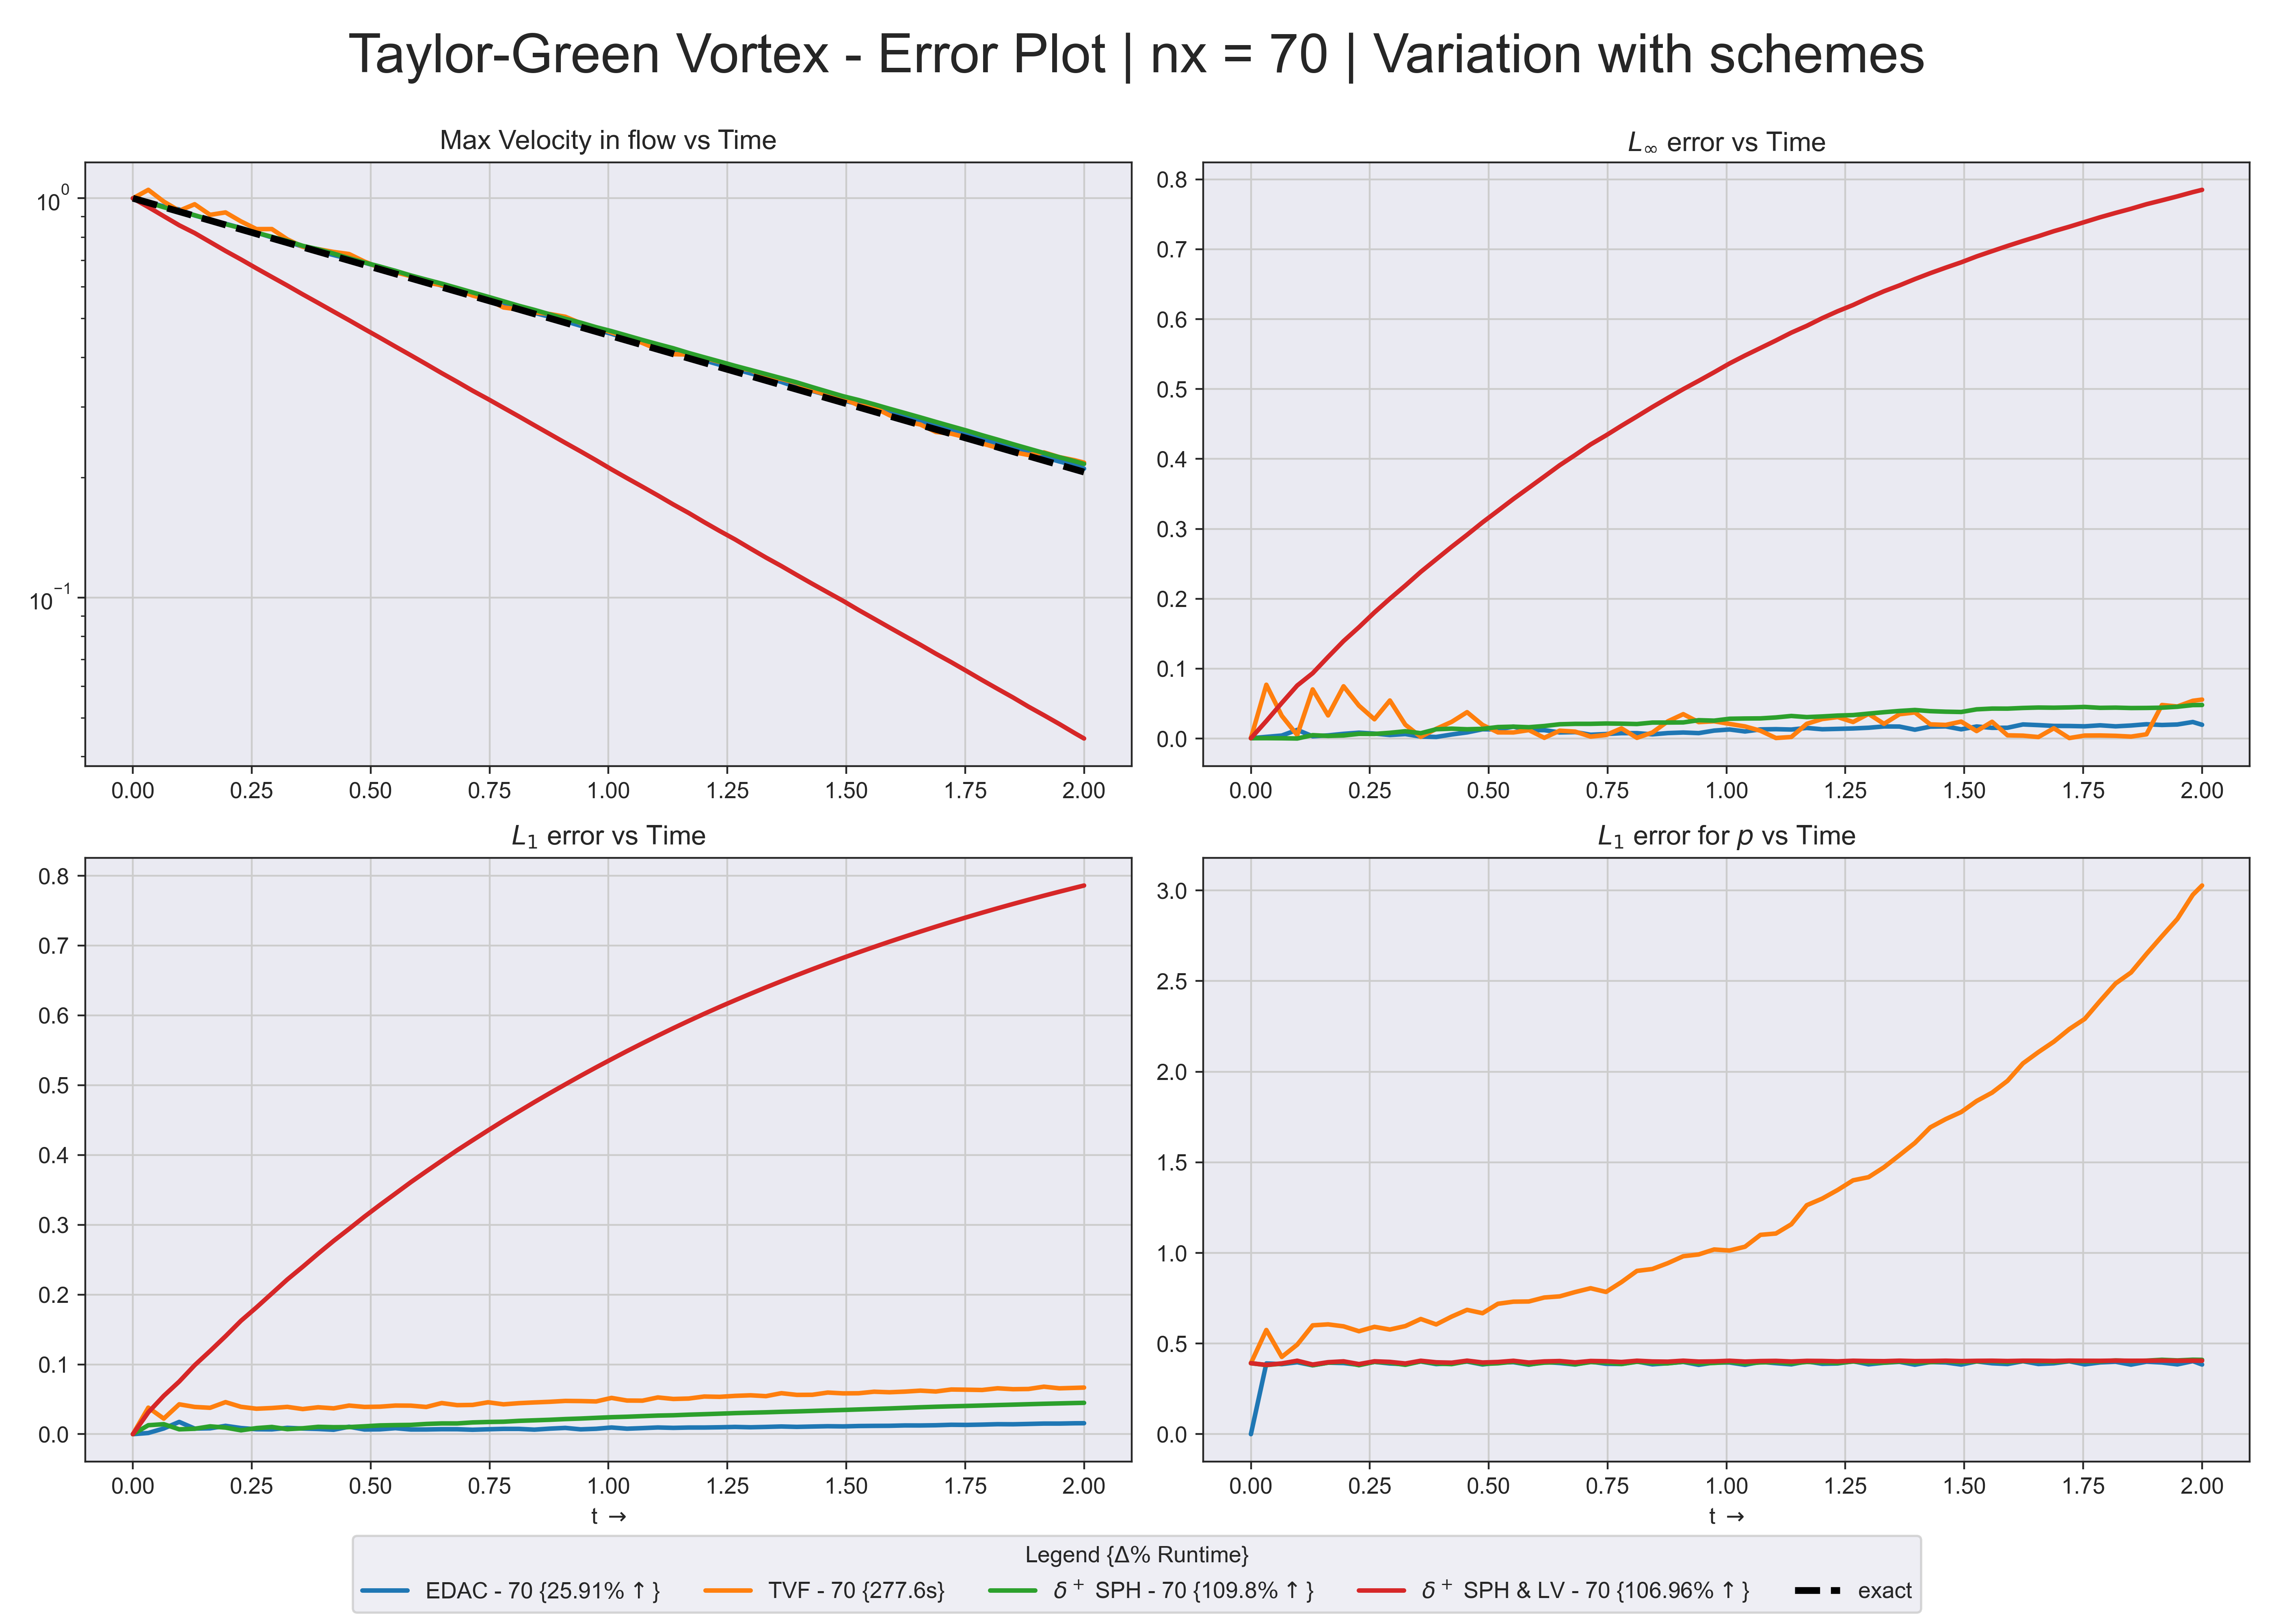 Taylor-Green Vortex - Error Plot | nx = 70 | Variation with schemes
Max Velocity in flow vs Time
10⁰
10⁻¹
0.00 0.25 0.50 0.75 1.00 1.25 1.50 1.75 2.00
L∞ error vs Time
0.8
0.7
0.6
0.5
0.4
0.3
0.2
0.1
0.0
0.00 0.25 0.50 0.75 1.00 1.25 1.50 1.75 2.00
L₁ error vs Time
0.8
0.7
0.6
0.5
0.4
0.3
0.2
0.1
0.0
0.00 0.25 0.50 0.75 1.00 1.25 1.50 1.75 2.00
t →
L₁ error for p vs Time
3.0
2.5
2.0
1.5
1.0
0.5
0.0
0.00 0.25 0.50 0.75 1.00 1.25 1.50 1.75 2.00
t →
Legend {Δ% Runtime}
EDAC - 70 {25.91% ↑} TVF - 70 {277.6s} δ⁺ SPH - 70 {109.8% ↑} δ⁺ SPH & LV - 70 {106.96% ↑} exact